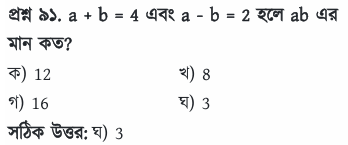 প্রশ্ন ৯১. a + b = 4 এবং a - b = 2 হলে ab এর
মান কত?
ক) 12 খ) 8
গ) 16 ঘ) 3
সঠিক উত্তর: ঘ) 3